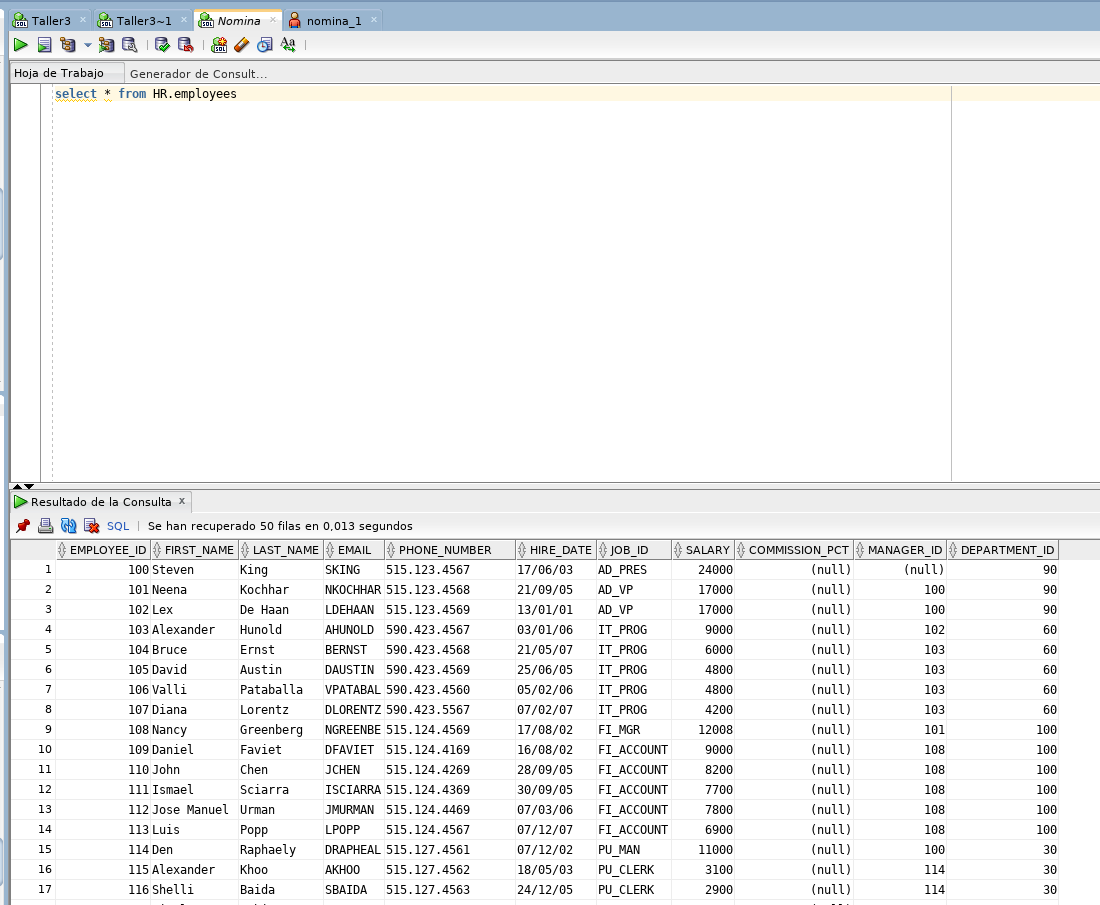 Taller3 Taller3~1 Nomina nomina_1
Hoja de Trabajo Generador de Consult...
select * from HR.employees
Resultado de la Consulta
SQL Se han recuperado 50 filas en 0,013 segundos
EMPLOYEE_ID FIRST_NAME LAST_NAME EMAIL PHONE_NUMBER HIRE_DATE JOB_ID SALARY COMMISSION_PCT MANAGER_ID DEPARTMENT_ID
1 100 Steven King SKING 515.123.4567 17/06/03 AD_PRES 24000 (null) (null) 90
2 101 Neena Kochhar NKOCHHAR 515.123.4568 21/09/05 AD_VP 17000 (null) 100 90
3 102 Lex De Haan LDEHAAN 515.123.4569 13/01/01 AD_VP 17000 (null) 100 90
4 103 Alexander Hunold AHUNOLD 590.423.4567 03/01/06 IT_PROG 9000 (null) 102 60
5 104 Bruce Ernst BERNST 590.423.4568 21/05/07 IT_PROG 6000 (null) 103 60
6 105 David Austin DAUSTIN 590.423.4569 25/06/05 IT_PROG 4800 (null) 103 60
7 106 Valli Pataballa VPATABAL 590.423.4560 05/02/06 IT_PROG 4800 (null) 103 60
8 107 Diana Lorentz DLORENTZ 590.423.5567 07/02/07 IT_PROG 4200 (null) 103 60
9 108 Nancy Greenberg NGREENBE 515.124.4569 17/08/02 FI_MGR 12008 (null) 101 100
10 109 Daniel Faviet DFAVIET 515.124.4169 16/08/02 FI_ACCOUNT 9000 (null) 108 100
11 110 John Chen JCHEN 515.124.4269 28/09/05 FI_ACCOUNT 8200 (null) 108 100
12 111 Ismael Sciarra ISCIARRA 515.124.4369 30/09/05 FI_ACCOUNT 7700 (null) 108 100
13 112 Jose Manuel Urman JMURMAN 515.124.4469 07/03/06 FI_ACCOUNT 7800 (null) 108 100
14 113 Luis Popp LPOPP 515.124.4567 07/12/07 FI_ACCOUNT 6900 (null) 108 100
15 114 Den Raphaely DRAPHEAL 515.127.4561 07/12/02 PU_MAN 11000 (null) 100 30
16 115 Alexander Khoo AKHOO 515.127.4562 18/05/03 PU_CLERK 3100 (null) 114 30
17 116 Shelli Baida SBAIDA 515.127.4563 24/12/05 PU_CLERK 2900 (null) 114 30